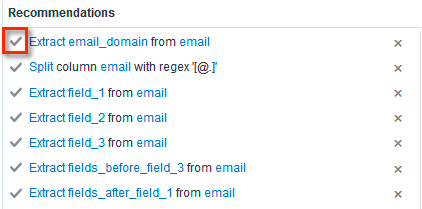 Recommendations
Extract email_domain from email
Split column email with regex '[@.]'
Extract field_1 from email
Extract field_2 from email
Extract field_3 from email
Extract fields_before_field_3 from email
Extract fields_after_field_1 from email